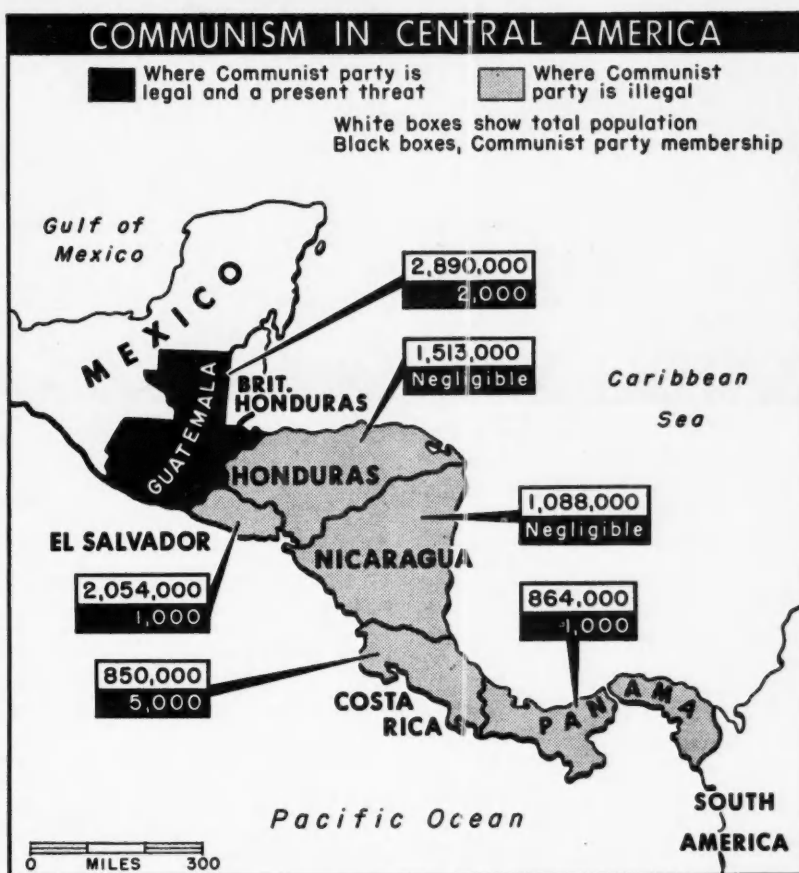 COMMUNISM IN CENTRAL AMERICA
Where Communist party is
legal and a present threat
Where Communist
party is illegal
White boxes show total population
Black boxes, Communist party membership
Gulf of
Mexico
MEXICO
2,890,000
2,000
1,513,000
Negligible
BRIT.
HONDURAS
GUATEMALA
Caribbean
Sea
HONDURAS
1,088,000
Negligible
EL SALVADOR
NICARAGUA
2,054,000
1,000
864,000
1,000
850,000
5,000
COSTA
RICA
PANAMA
Pacific Ocean
SOUTH
AMERICA
0 MILES 300